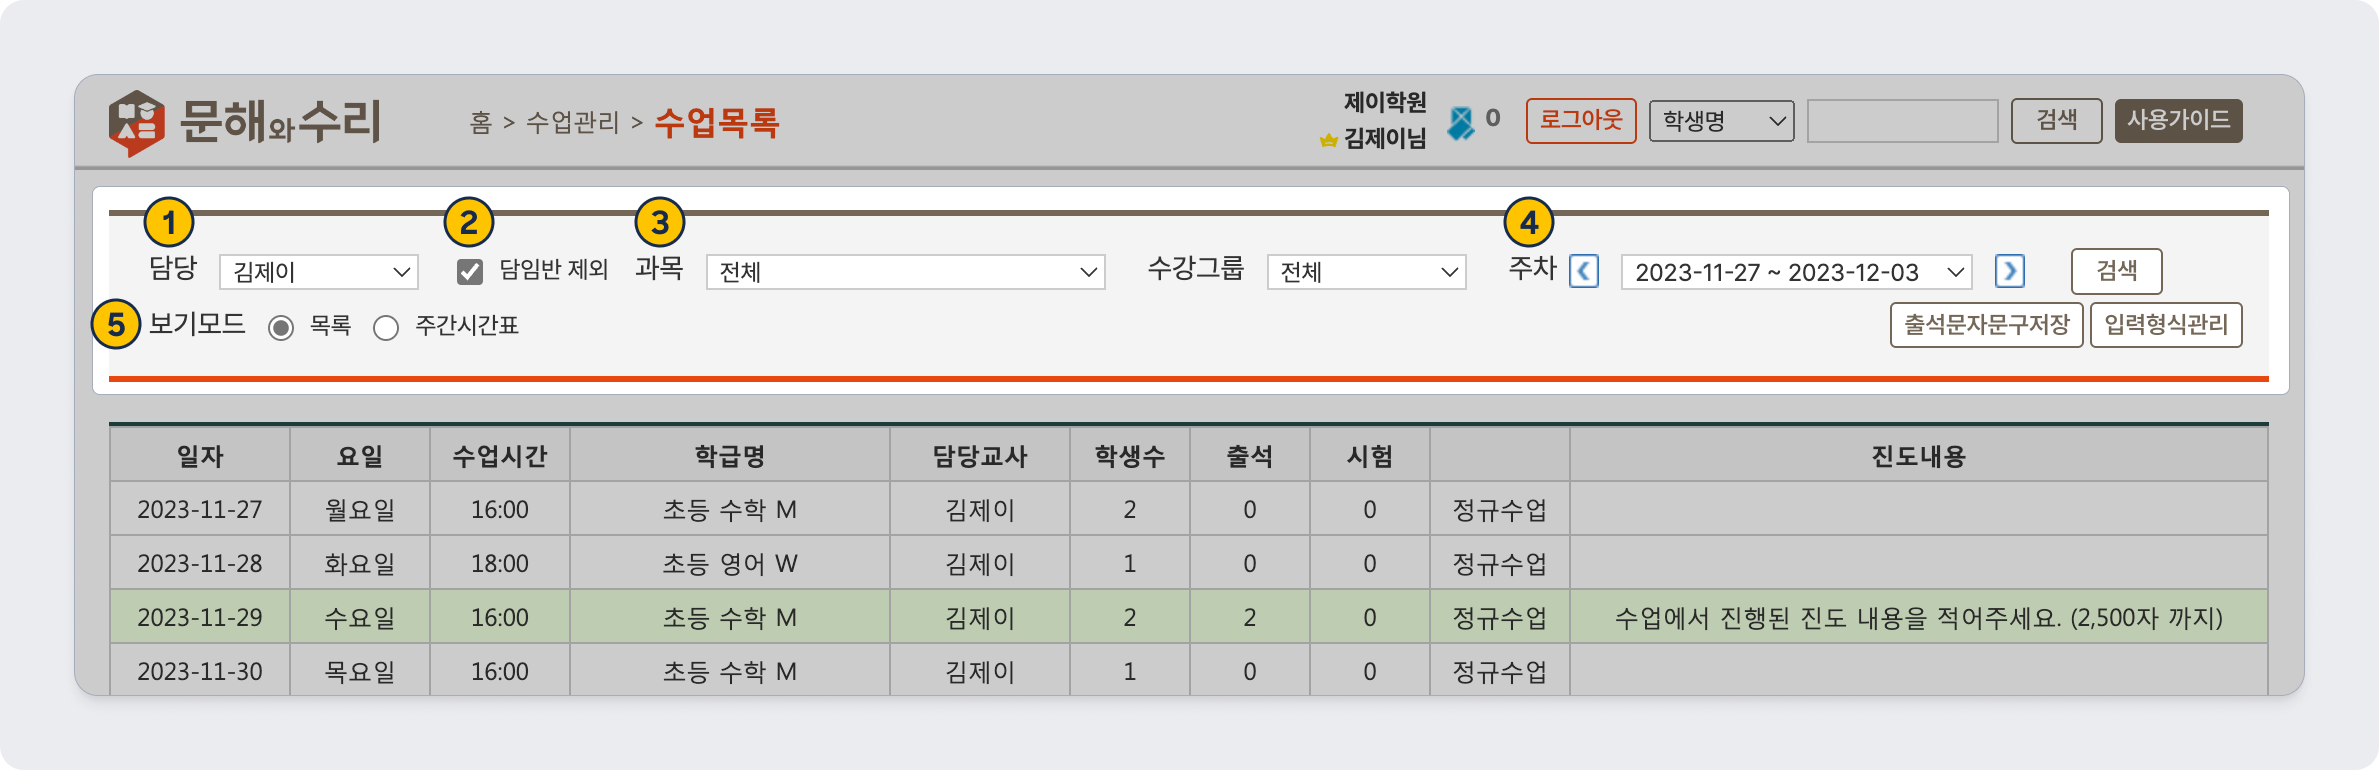 문해와수리
홈 > 수업관리 > 수업목록
제이학원
김제이님
0
로그아웃
학생명
검색
사용가이드
1
2
3
4
담당 김제이 담임반 제외 과목 전체 수강그룹 전체 주차 2023-11-27 ~ 2023-12-03 검색
5 보기모드 목록 주간시간표 출석문자문구저장 입력형식관리
일자 요일 수업시간 학급명 담당교사 학생수 출석 시험 진도내용
2023-11-27 월요일 16:00 초등 수학 M 김제이 2 0 0 정규수업
2023-11-28 화요일 18:00 초등 영어 W 김제이 1 0 0 정규수업
2023-11-29 수요일 16:00 초등 수학 M 김제이 2 2 0 정규수업 수업에서 진행된 진도 내용을 적어주세요. (2,500자 까지)
2023-11-30 목요일 16:00 초등 수학 M 김제이 1 0 0 정규수업